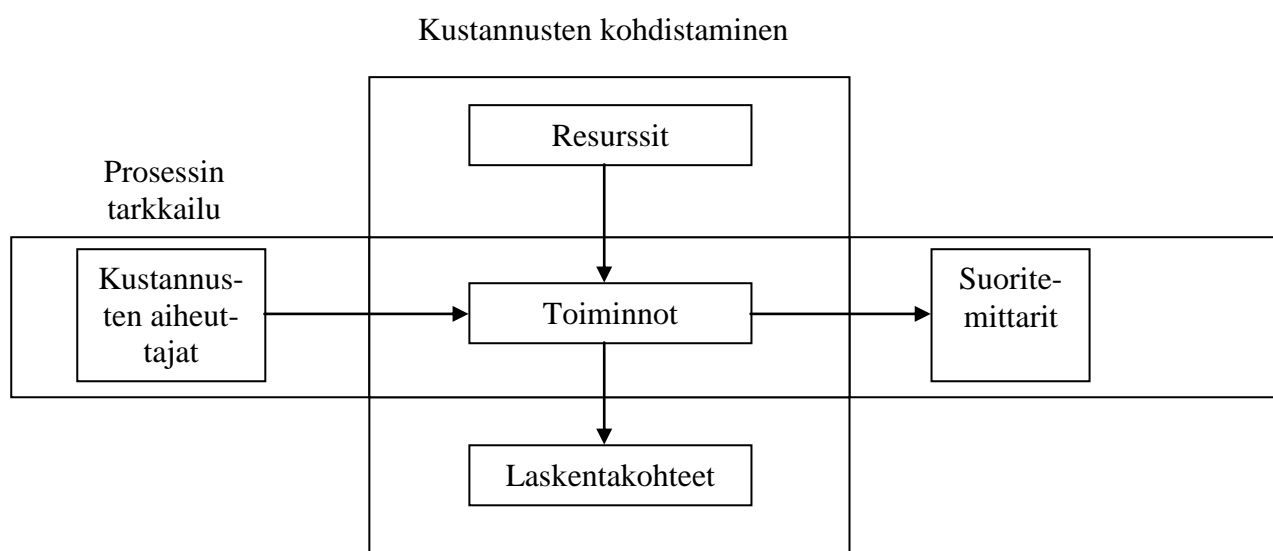 Kustannusten kohdistaminen
Resurssit
Prosessin
tarkkailu
Kustannus-
ten aiheut-
tajat
Toiminnot
Suorite-
mittarit
Laskentakohteet